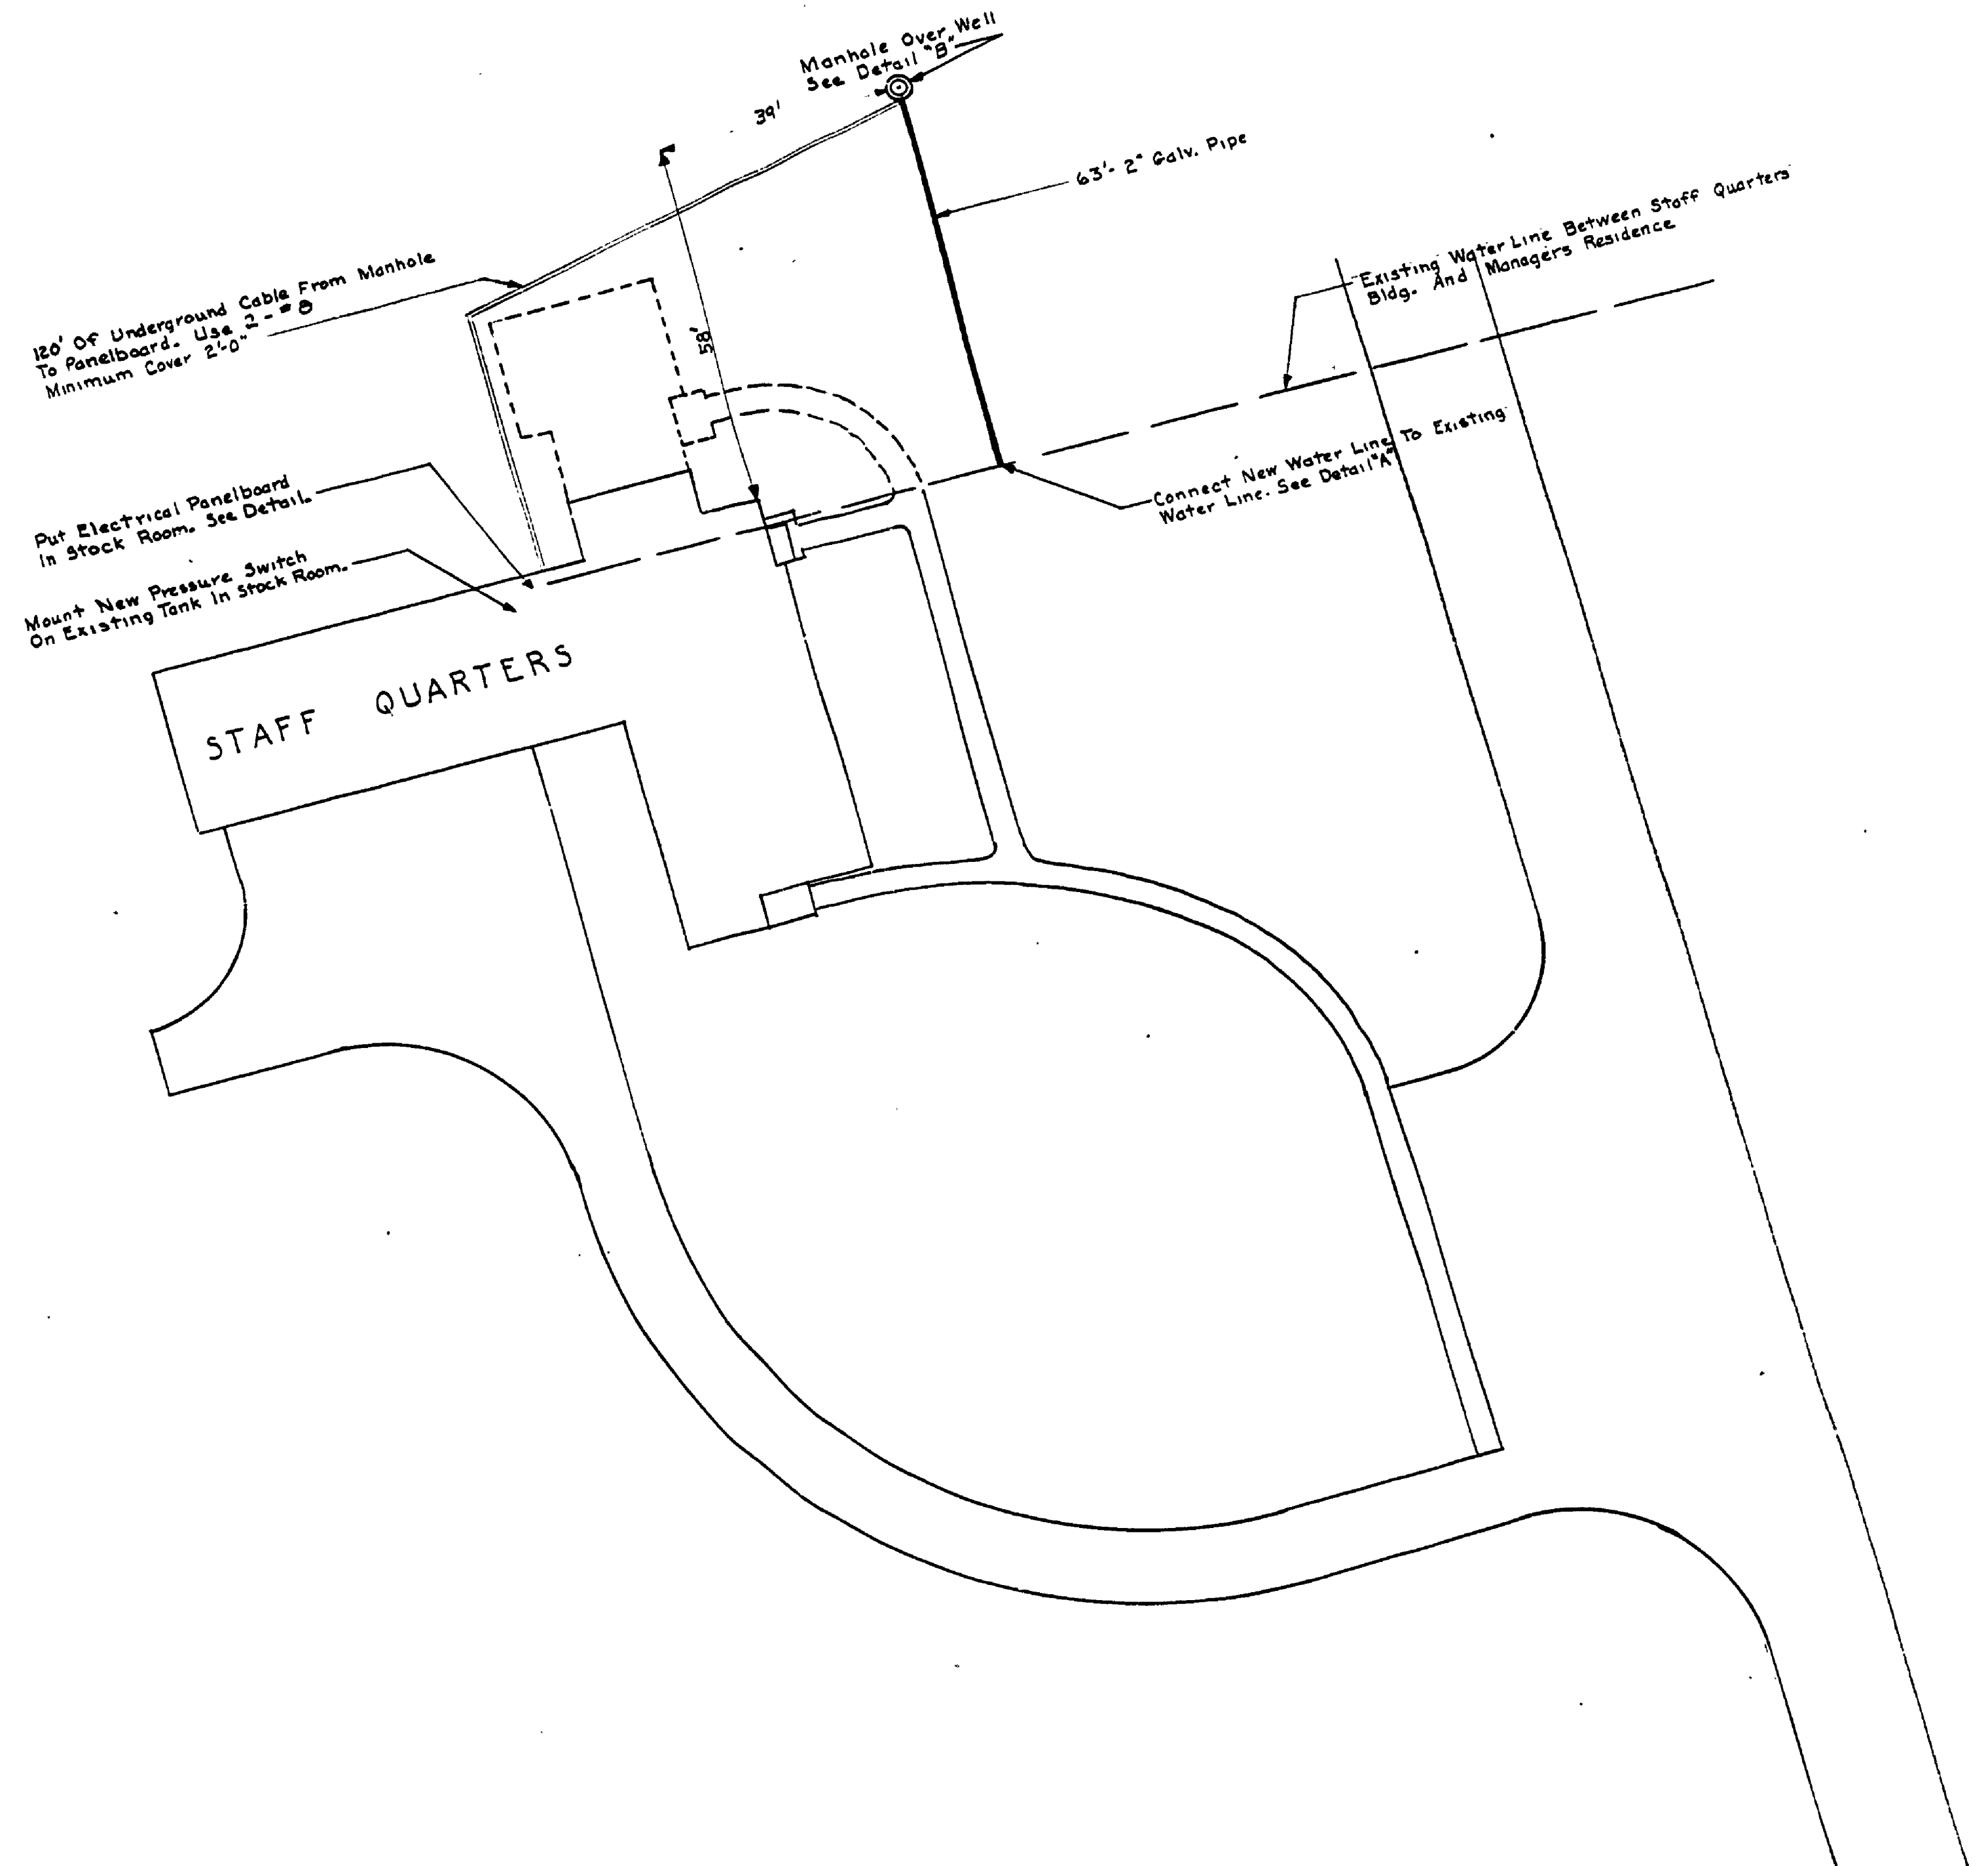 Manhole Over Well
See Detail "B"
39'
63'- 2" Galv. Pipe
Existing Water Line Between Staff Quarters
Bldg. And Managers Residence
120' Of Underground Cable From Manhole
To Panelboard. Use 2 - #8
Minimum Cover 2'-0"
58'
Connect New Water Line To Existing
Water Line. See Detail "A"
Put Electrical Panelboard
In Stock Room. See Detail.
Mount New Pressure Switch
On Existing Tank In Stock Room.
STAFF QUARTERS